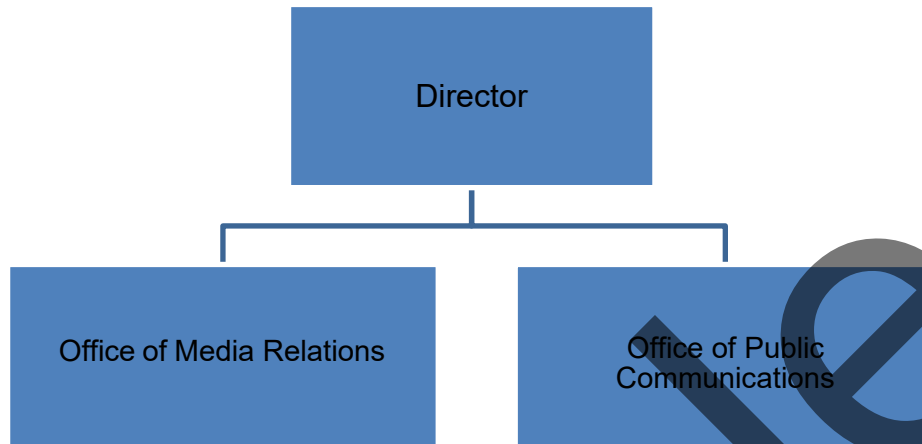 Director
Office of Media Relations
Office of Public
Communications